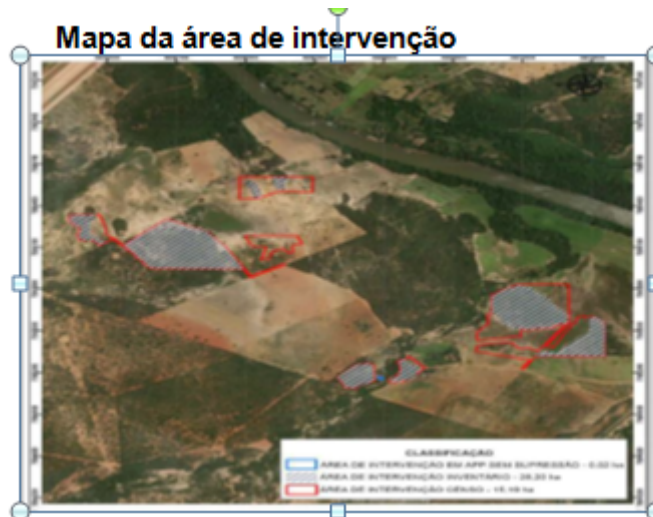 Mapa da área de intervenção
CLASSIFICAÇÃO
ÁREA DE INTERVENÇÃO EM APP SEM SUPRESSÃO - 0,02 ha
ÁREA DE INTERVENÇÃO INVENTÁRIO - 28,20 ha
ÁREA DE INTERVENÇÃO CENSO - 15,19 ha